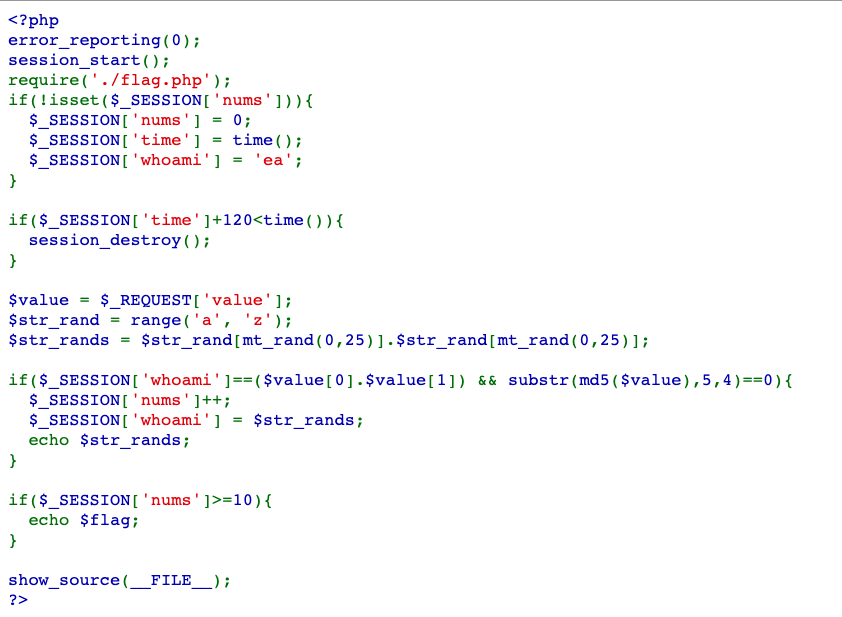 <?php
error_reporting(0);
session_start();
require('./flag.php');
if(!isset($_SESSION['nums'])){
  $_SESSION['nums'] = 0;
  $_SESSION['time'] = time();
  $_SESSION['whoami'] = 'ea';
}

if($_SESSION['time']+120<time()){
  session_destroy();
}

$value = $_REQUEST['value'];
$str_rand = range('a', 'z');
$str_rands = $str_rand[mt_rand(0,25)].$str_rand[mt_rand(0,25)];

if($_SESSION['whoami']==($value[0].$value[1]) && substr(md5($value),5,4)==0){
  $_SESSION['nums']++;
  $_SESSION['whoami'] = $str_rands;
  echo $str_rands;
}

if($_SESSION['nums']>=10){
  echo $flag;
}

show_source(__FILE__);
?>